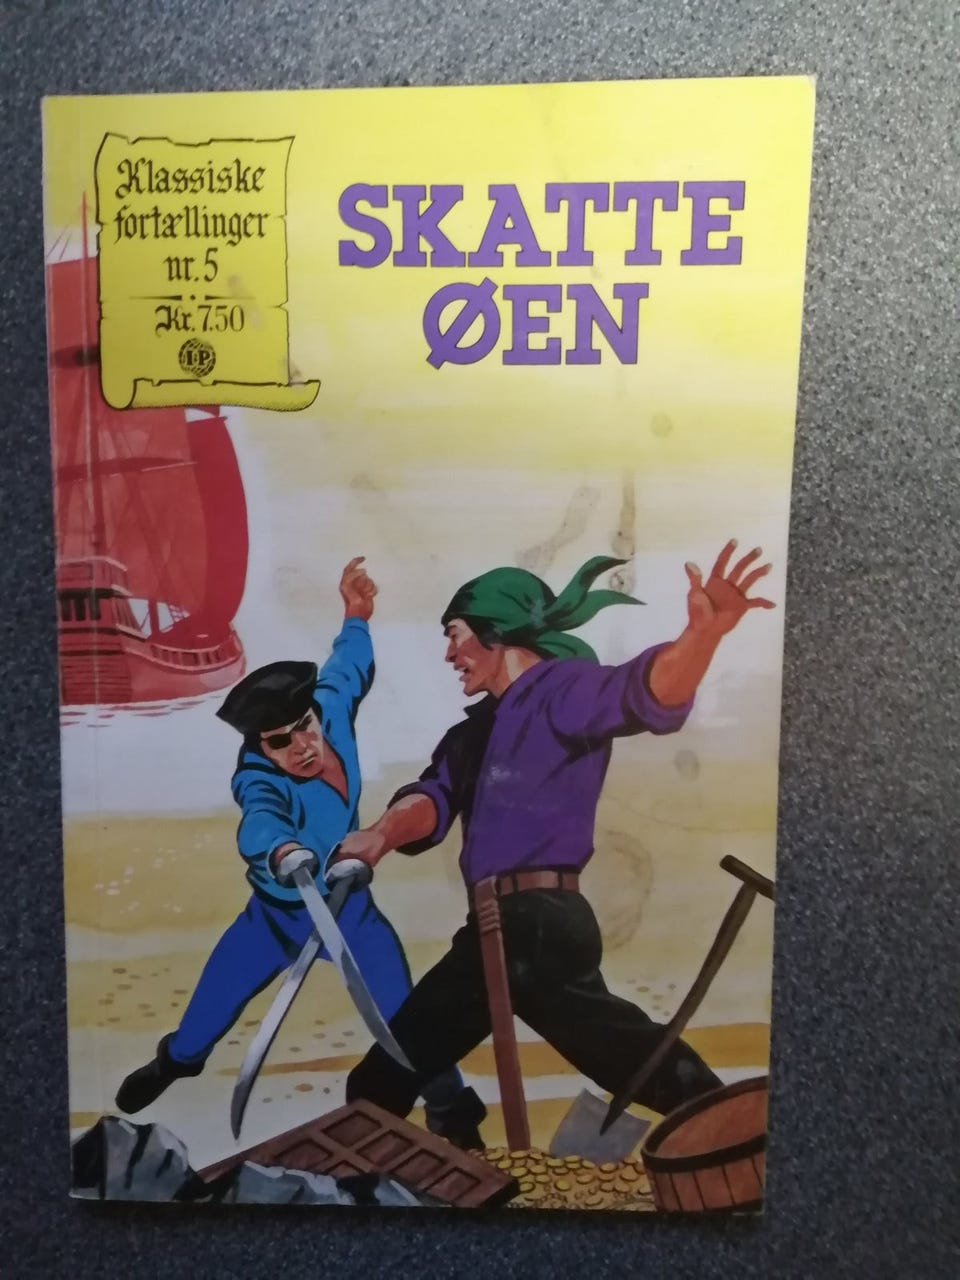 Klassiske
fortællinger
nr. 5
Kr. 7.50
I·P
SKATTE
ØEN